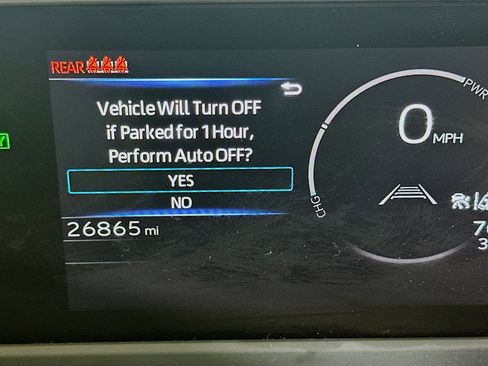 REAR
Vehicle Will Turn OFF
if Parked for 1 Hour,
Perform Auto OFF?
YES
NO
26865 mi
PWR
0 MPH
CHG